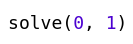 solve(0, 1)